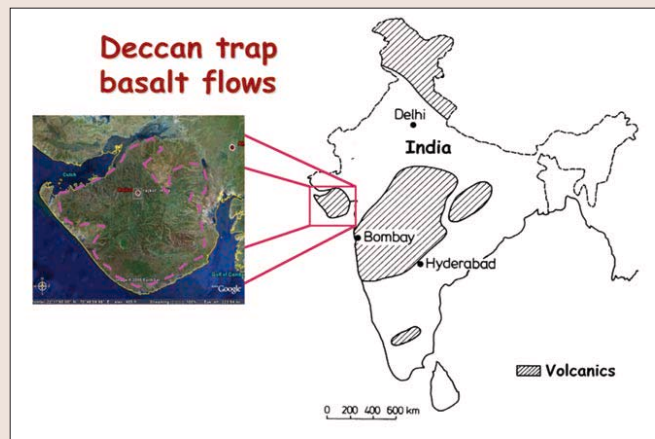 Deccan trap
basalt flows
Delhi
India
Bombay
Hyderabad
Volcanics
0 200 400 600 km
Google